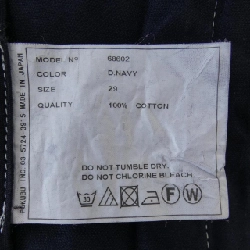 MODEL Nº 68602
COLOR D.NAVY
SIZE 29
QUALITY 100% COTTON
DO NOT TUMBLE DRY.
DO NOT CHLORINE BLEACH.
F W
MADE IN JAPAN